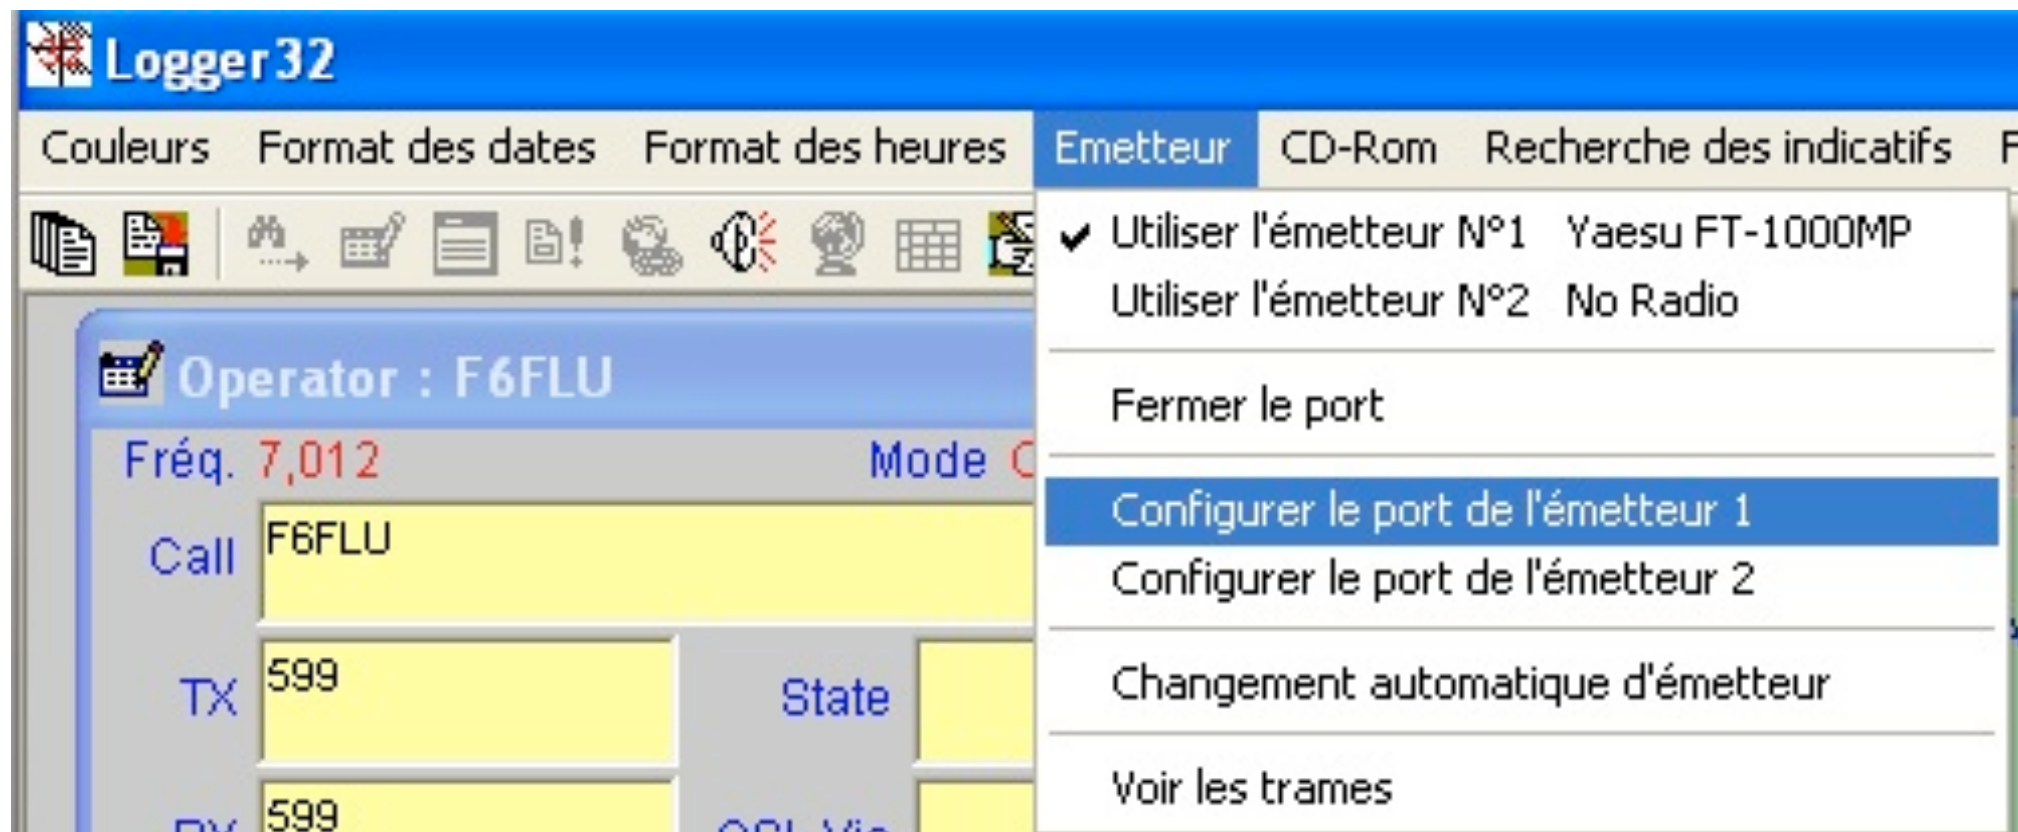 Logger32
Couleurs Format des dates Format des heures Emetteur CD-Rom Recherche des indicatifs
Utiliser l'émetteur N°1 Yaesu FT-1000MP
Utiliser l'émetteur N°2 No Radio
Fermer le port
Configurer le port de l'émetteur 1
Configurer le port de l'émetteur 2
Changement automatique d'émetteur
Voir les trames
Operator : F6FLU
Fréq. 7,012 Mode
Call F6FLU
TX 599 State
599